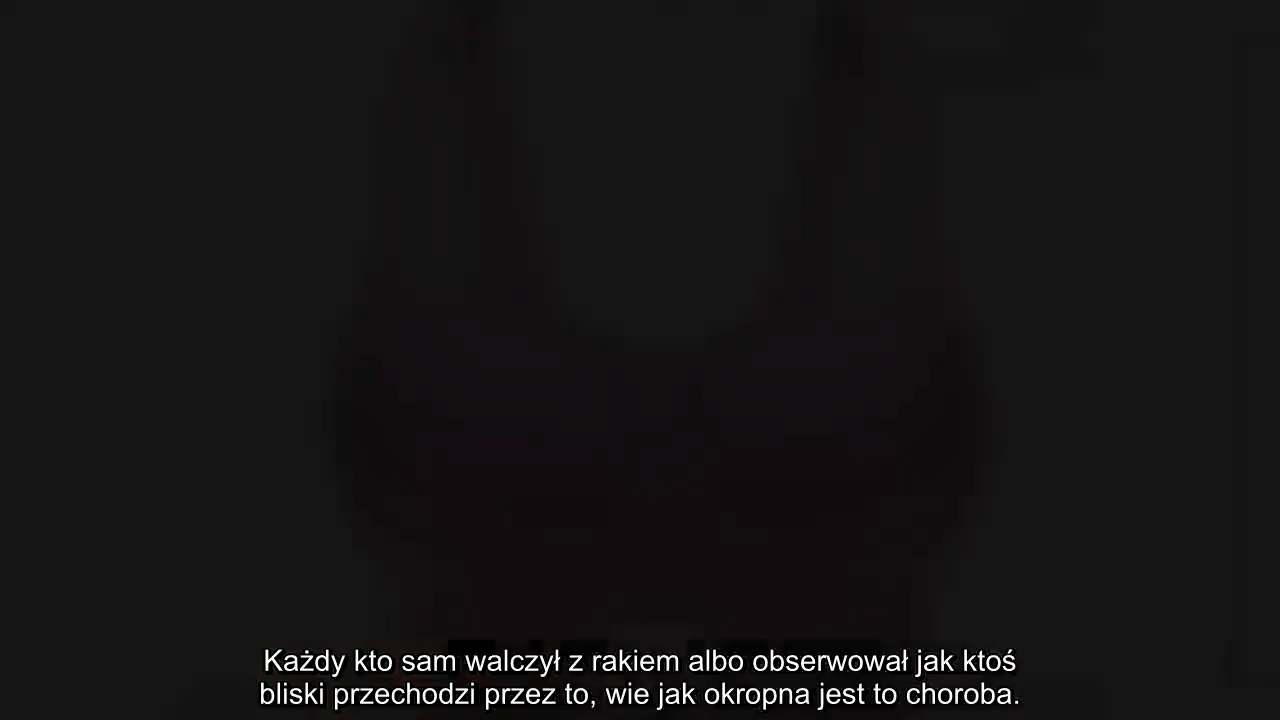 Każdy kto sam walczył z rakiem albo obserwował jak ktoś
bliski przechodzi przez to, wie jak okropna jest to choroba.